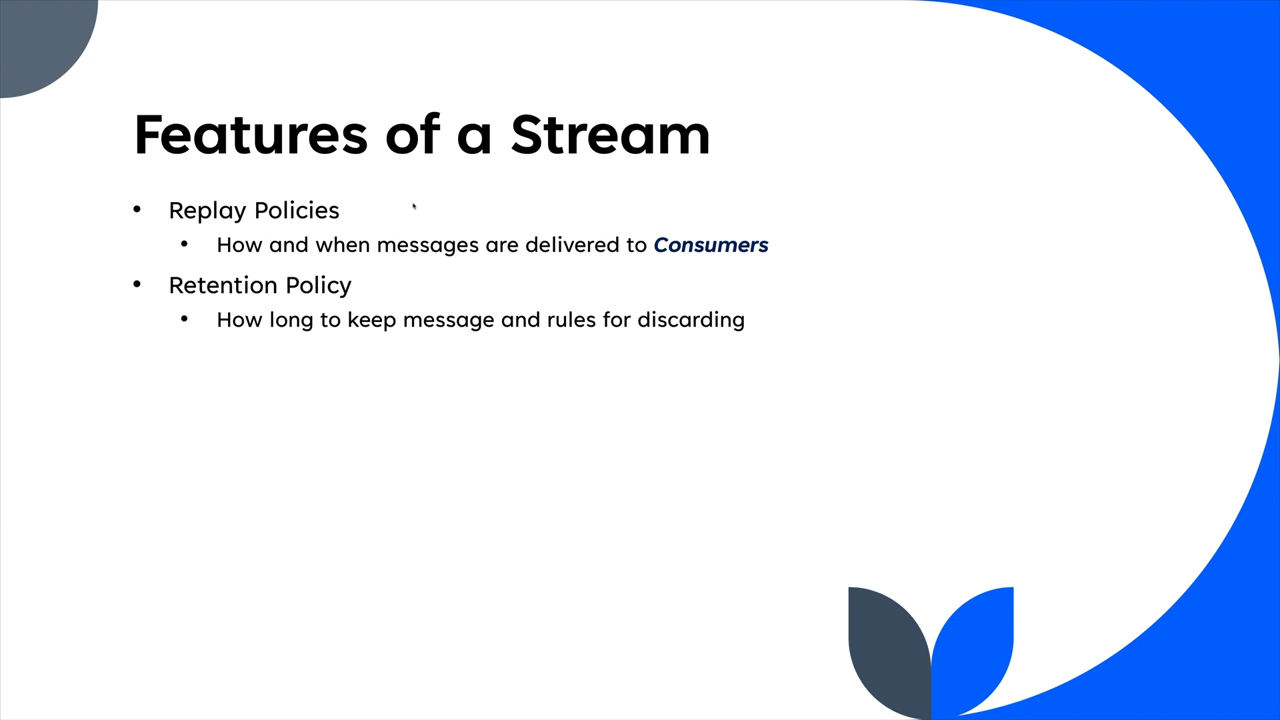 Features of a Stream
• Replay Policies
• How and when messages are delivered to Consumers
• Retention Policy
• How long to keep message and rules for discarding